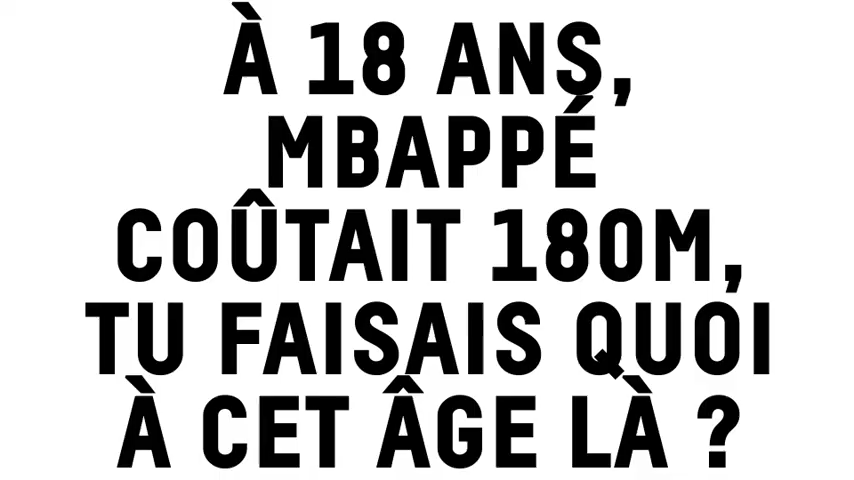 À 18 ANS,
MBAPPÉ
COÛTAIT 180M,
TU FAISAIS QUOI
À CET ÂGE LÀ ?